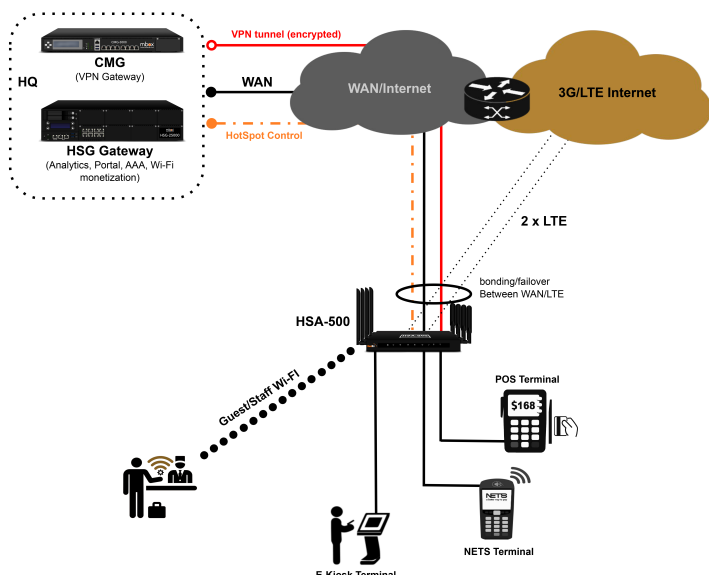 VPN tunnel (encrypted)
CMG
(VPN Gateway)
HQ
WAN
WAN/Internet
3G/LTE Internet
HotSpot Control
HSG Gateway
(Analytics, Portal, AAA, Wi-Fi
monetization)
2 x LTE
bonding/failover
Between WAN/LTE
HSA-500
Guest/Staff Wi-FI
POS Terminal
$168
NETS
NETS Terminal
E-Kiosk Terminal